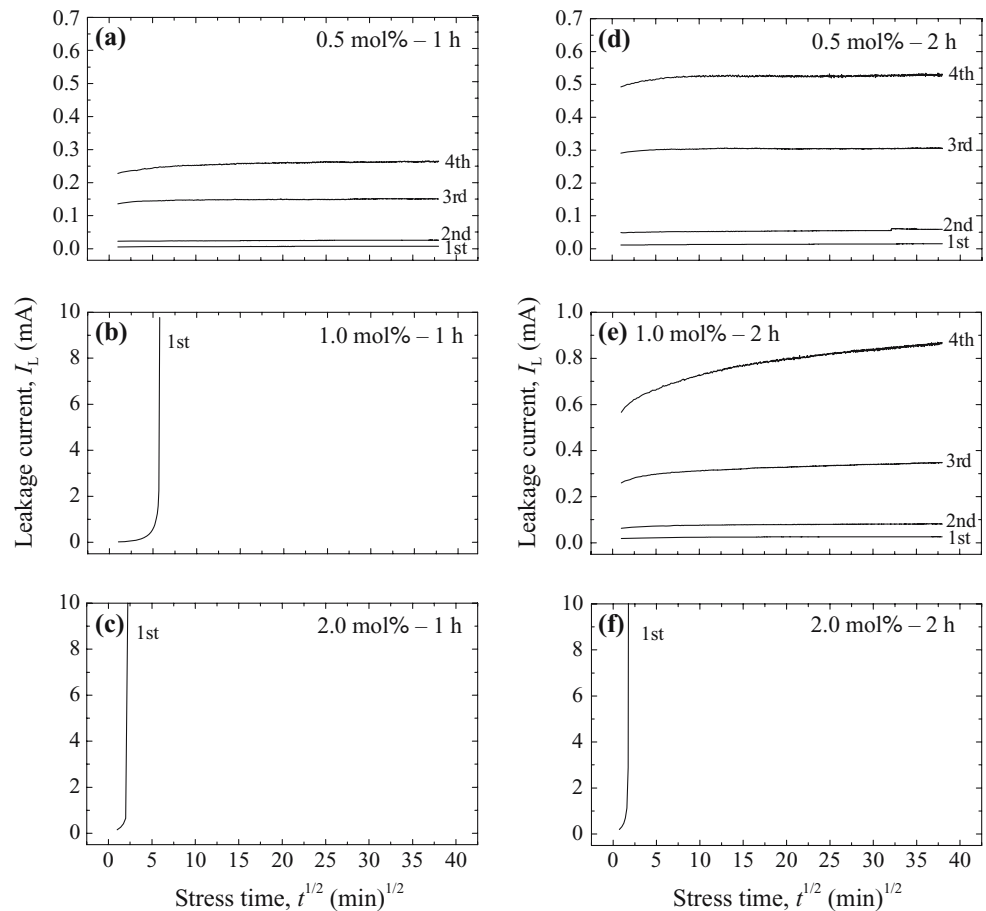 (a) 0.5 mol% – 1 h
0.7
0.6
0.5
0.4
0.3
0.2
0.1
0.0
4th
3rd
2nd
1st
(d) 0.5 mol% – 2 h
0.7
0.6
0.5
0.4
0.3
0.2
0.1
0.0
4th
3rd
2nd
1st
Leakage current, I_L (mA)
(b) 1.0 mol% – 1 h
10
8
6
4
2
0
1st
Leakage current, I_L (mA)
(e) 1.0 mol% – 2 h
1.0
0.8
0.6
0.4
0.2
0.0
4th
3rd
2nd
1st
(c) 2.0 mol% – 1 h
10
8
6
4
2
0
1st
0 5 10 15 20 25 30 35 40
Stress time, t^1/2 (min)^1/2
(f) 2.0 mol% – 2 h
10
8
6
4
2
0
1st
0 5 10 15 20 25 30 35 40
Stress time, t^1/2 (min)^1/2